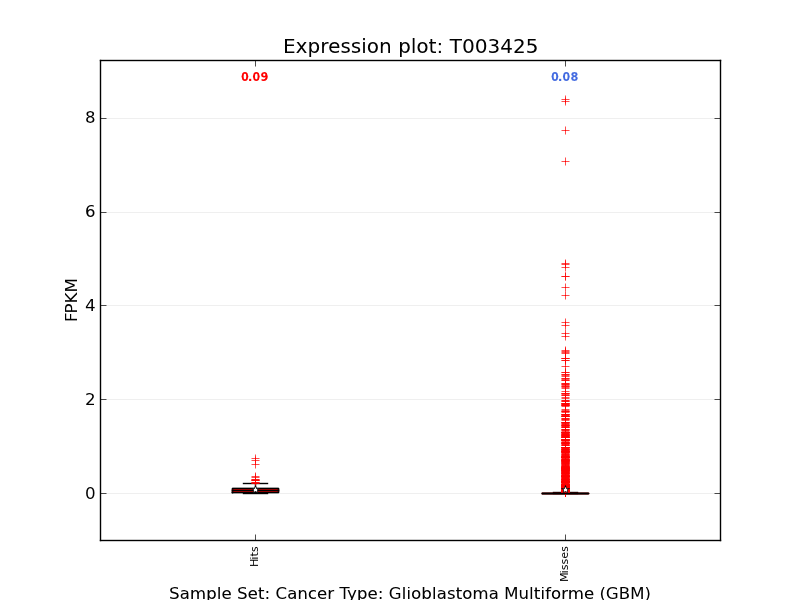 Expression plot: T003425
0.09
0.08
8
6
4
2
0
FPKM
Hits
Misses
Sample Set: Cancer Type: Glioblastoma Multiforme (GBM)